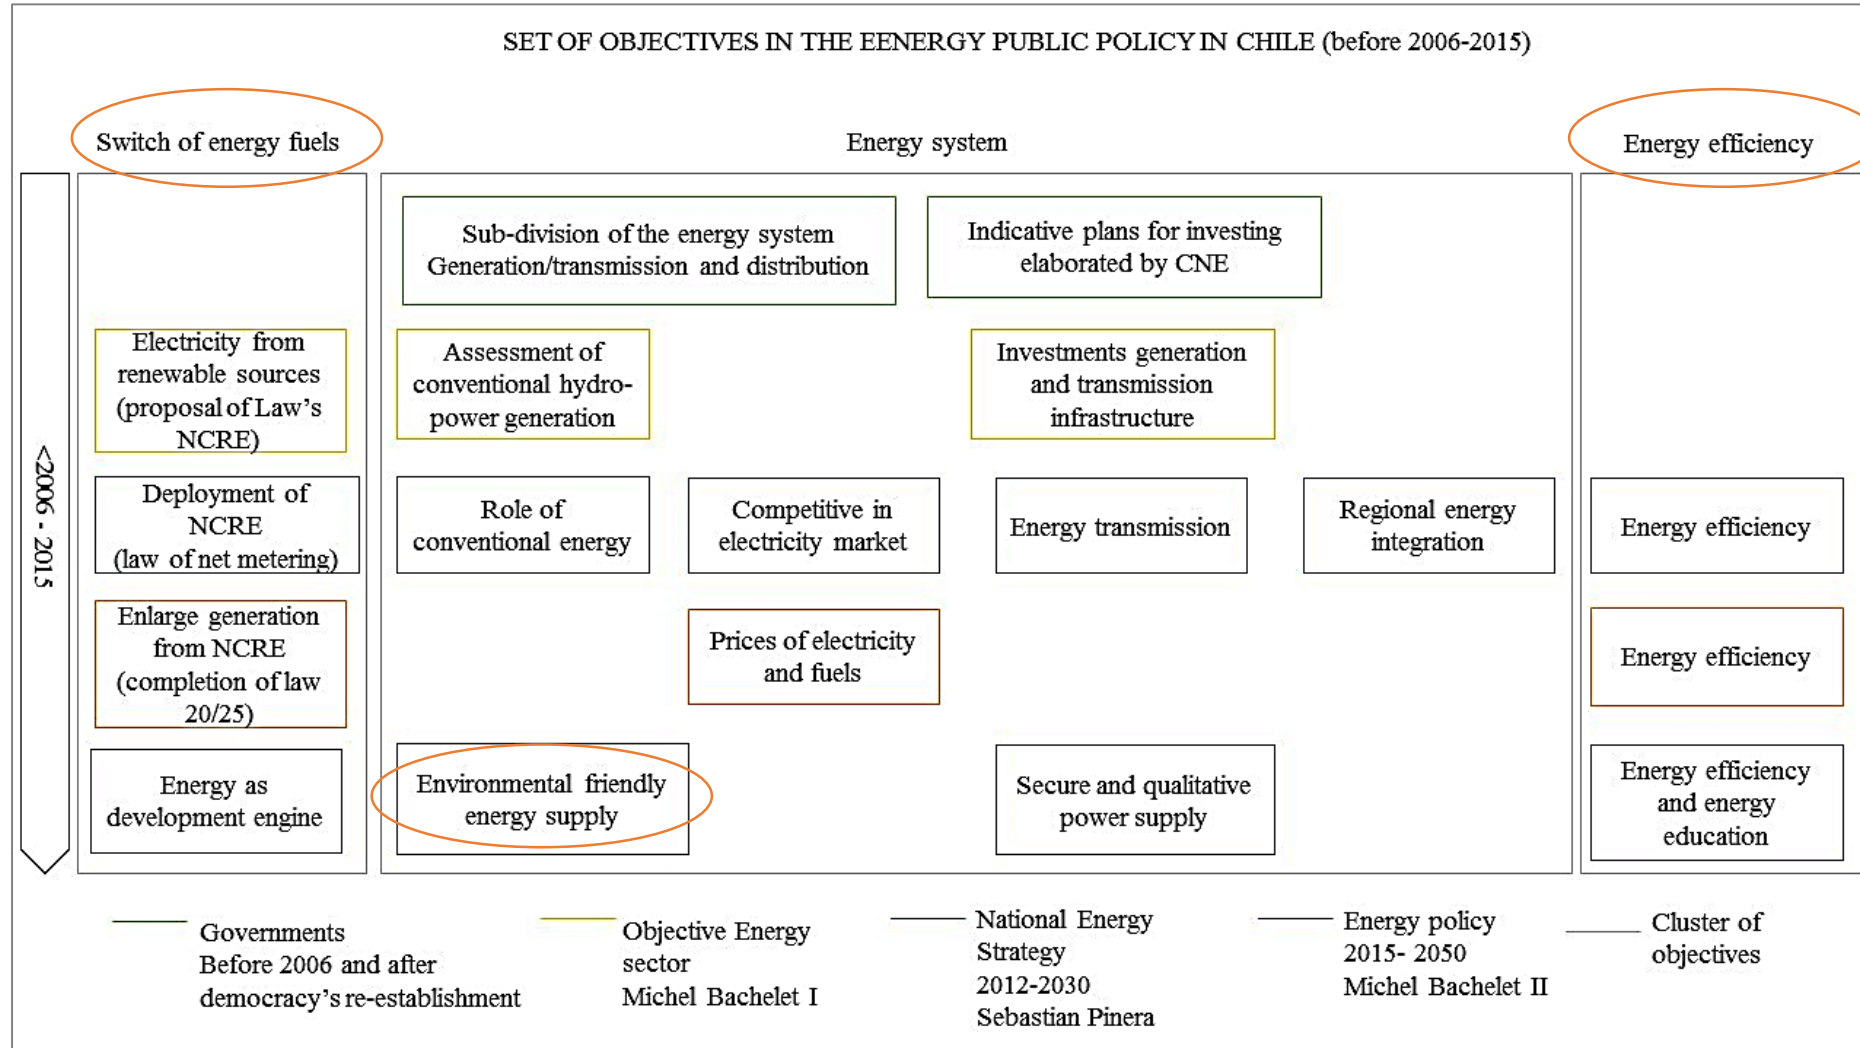 SET OF OBJECTIVES IN THE EENERGY PUBLIC POLICY IN CHILE (before 2006-2015)
Switch of energy fuels
Energy system
Energy efficiency
<2006 - 2015
Sub-division of the energy system
Generation/transmission and distribution
Indicative plans for investing
elaborated by CNE
Electricity from
renewable sources
(proposal of Law's
NCRE)
Assessment of
conventional hydro-
power generation
Investments generation
and transmission
infrastructure
Deployment of
NCRE
(law of net metering)
Role of
conventional energy
Competitive in
electricity market
Energy transmission
Regional energy
integration
Energy efficiency
Enlarge generation
from NCRE
(completion of law
20/25)
Prices of electricity
and fuels
Energy efficiency
Energy as
development engine
Environmental friendly
energy supply
Secure and qualitative
power supply
Energy efficiency
and energy
education
Governments
Before 2006 and after
democracy's re-establishment
Objective Energy
sector
Michel Bachelet I
National Energy
Strategy
2012-2030
Sebastian Pinera
Energy policy
2015- 2050
Michel Bachelet II
Cluster of
objectives